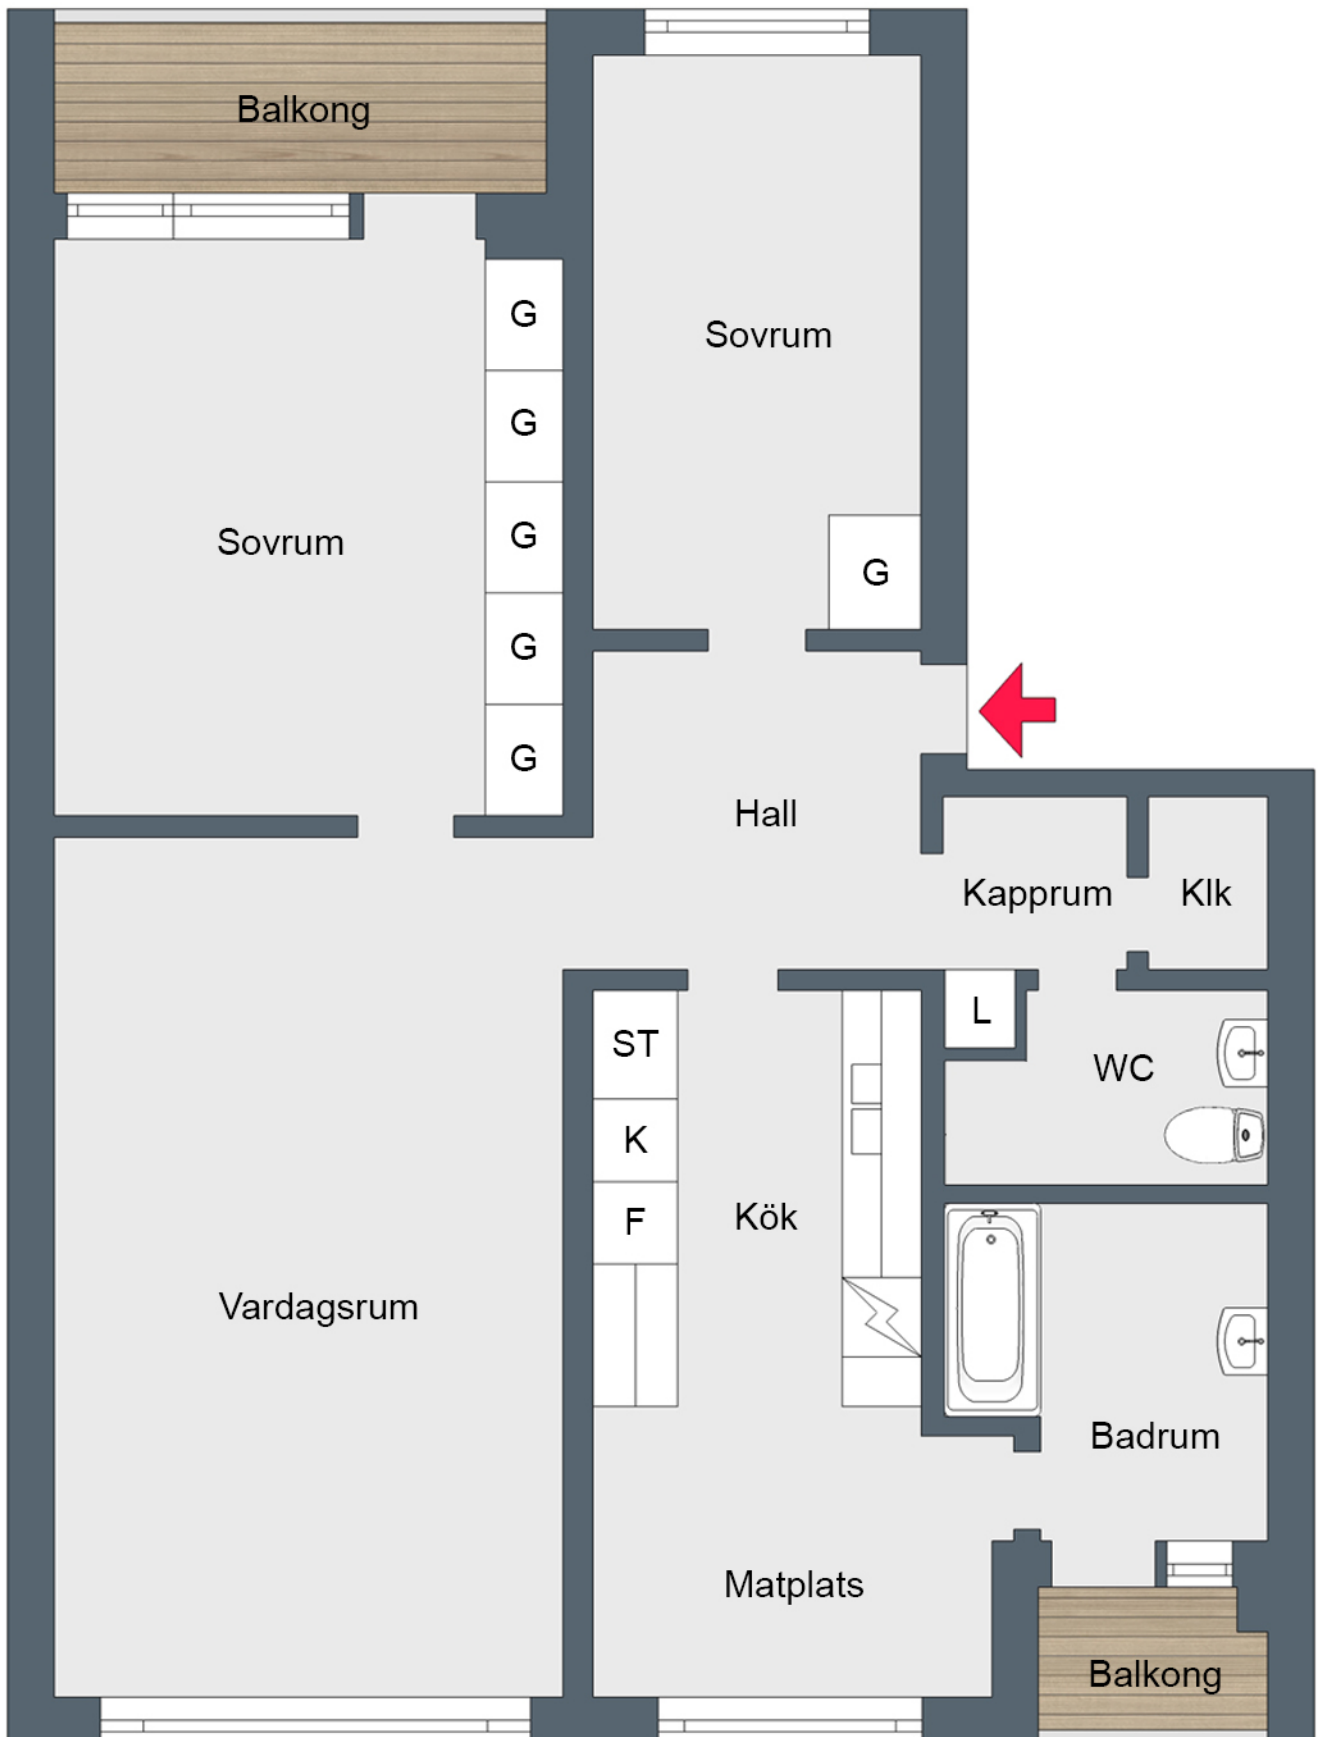 Balkong
G
Sovrum
G
Sovrum
G
G
G
G
Hall
Kapprum
Klk
L
ST
WC
K
Kök
F
Vardagsrum
Badrum
Matplats
Balkong